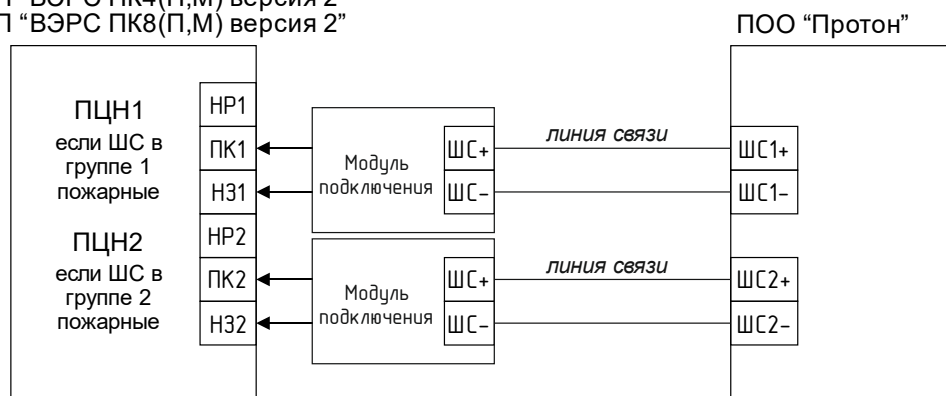 "ВЭРС ПК4(П,М) версия 2"
П “ВЭРС ПК8(П,М) версия 2”
ПОО “Протон”
ПЦН1
если ШС в
группе 1
пожарные
НР1
ПК1
НЗ1
Модуль
подключения
ШС+
ШС-
линия связи
ШС1+
ШС1-
ПЦН2
если ШС в
группе 2
пожарные
НР2
ПК2
НЗ2
Модуль
подключения
ШС+
ШС-
линия связи
ШС2+
ШС2-